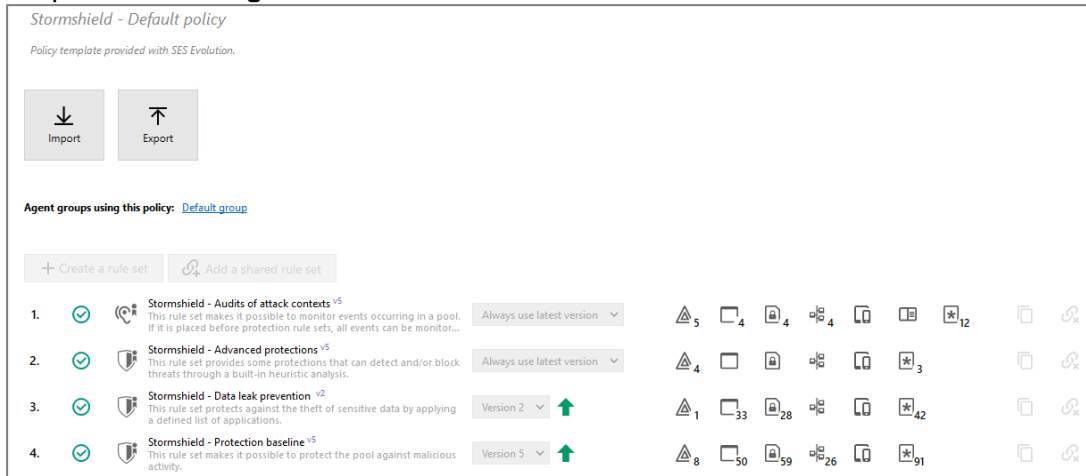 Stormshield - Default policy
Policy template provided with SES Evolution.
Import
Export
Agent groups using this policy: Default group
+ Create a rule set
Add a shared rule set
1. Stormshield - Audits of attack contexts v5
This rule set makes it possible to monitor events occurring in a pool.
If it is placed before protection rule sets, all events can be monitor...
Always use latest version
5 4 4 4 12
2. Stormshield - Advanced protections v5
This rule set provides some protections that can detect and/or block
threats through a built-in heuristic analysis.
Always use latest version
4 3
3. Stormshield - Data leak prevention v2
This rule set protects against the theft of sensitive data by applying
a defined list of applications.
Version 2
1 33 28 42
4. Stormshield - Protection baseline v5
This rule set makes it possible to protect the pool against malicious
activity.
Version 5
8 50 59 26 91